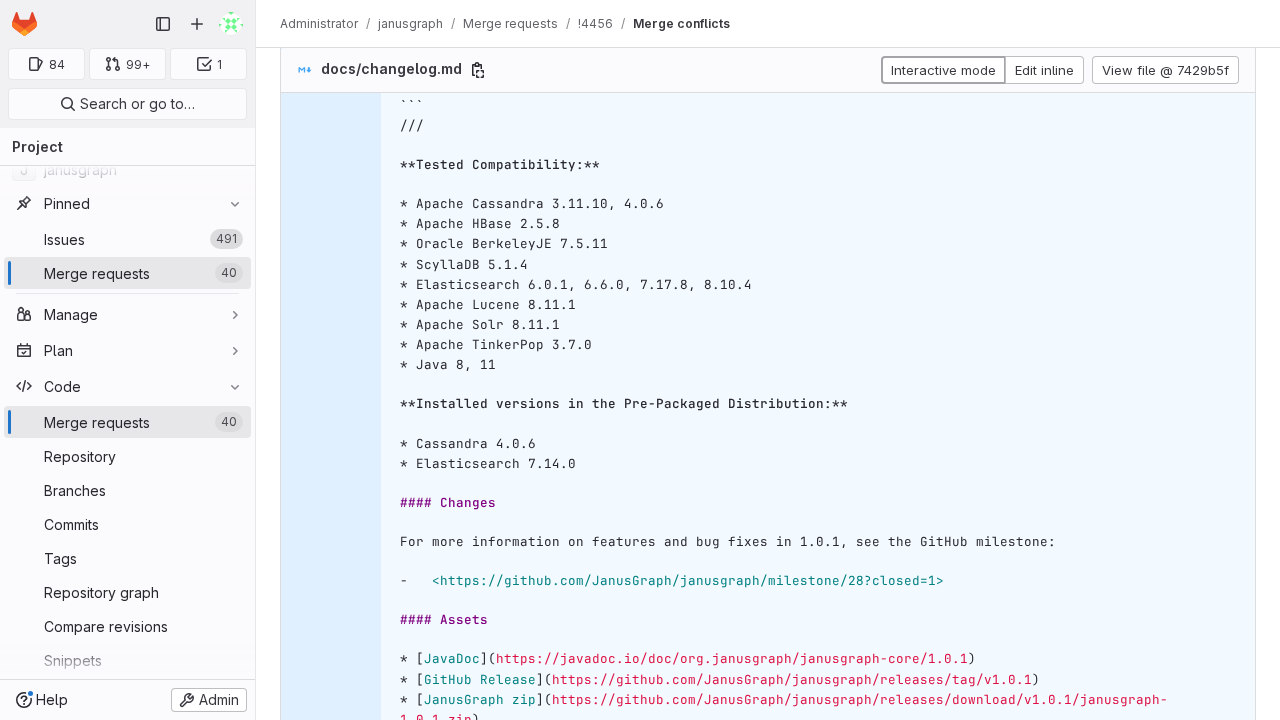 Administrator / janusgraph / Merge requests / !4456 / Merge conflicts
84
99+
1
Search or go to…
Project
J janusgraph
Pinned
Issues 491
Merge requests 40
Manage
Plan
Code
Merge requests 40
Repository
Branches
Commits
Tags
Repository graph
Compare revisions
Snippets
Help
Admin
docs/changelog.md
Interactive mode
Edit inline
View file @ 7429b5f
```
///
**Tested Compatibility:**
* Apache Cassandra 3.11.10, 4.0.6
* Apache HBase 2.5.8
* Oracle BerkeleyJE 7.5.11
* ScyllaDB 5.1.4
* Elasticsearch 6.0.1, 6.6.0, 7.17.8, 8.10.4
* Apache Lucene 8.11.1
* Apache Solr 8.11.1
* Apache TinkerPop 3.7.0
* Java 8, 11
**Installed versions in the Pre-Packaged Distribution:**
* Cassandra 4.0.6
* Elasticsearch 7.14.0
#### Changes
For more information on features and bug fixes in 1.0.1, see the GitHub milestone:
-   <https://github.com/JanusGraph/janusgraph/milestone/28?closed=1>
#### Assets
* [JavaDoc](https://javadoc.io/doc/org.janusgraph/janusgraph-core/1.0.1)
* [GitHub Release](https://github.com/JanusGraph/janusgraph/releases/tag/v1.0.1)
* [JanusGraph zip](https://github.com/JanusGraph/janusgraph/releases/download/v1.0.1/janusgraph-
1.0.1.zip)